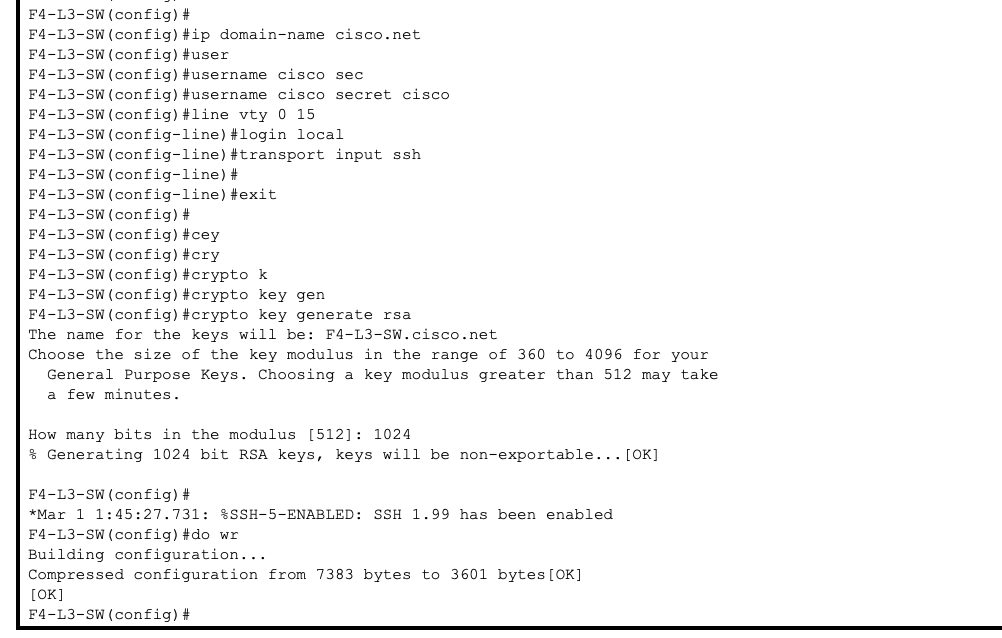 F4-L3-SW(config)#
F4-L3-SW(config)#ip domain-name cisco.net
F4-L3-SW(config)#user
F4-L3-SW(config)#username cisco sec
F4-L3-SW(config)#username cisco secret cisco
F4-L3-SW(config)#line vty 0 15
F4-L3-SW(config-line)#login local
F4-L3-SW(config-line)#transport input ssh
F4-L3-SW(config-line)#
F4-L3-SW(config-line)#exit
F4-L3-SW(config)#
F4-L3-SW(config)#cey
F4-L3-SW(config)#cry
F4-L3-SW(config)#crypto k
F4-L3-SW(config)#crypto key gen
F4-L3-SW(config)#crypto key generate rsa
The name for the keys will be: F4-L3-SW.cisco.net
Choose the size of the key modulus in the range of 360 to 4096 for your
General Purpose Keys. Choosing a key modulus greater than 512 may take
a few minutes.
How many bits in the modulus [512]: 1024
% Generating 1024 bit RSA keys, keys will be non-exportable...[OK]
F4-L3-SW(config)#
*Mar 1 1:45:27.731: %SSH-5-ENABLED: SSH 1.99 has been enabled
F4-L3-SW(config)#do wr
Building configuration...
Compressed configuration from 7383 bytes to 3601 bytes[OK]
[OK]
F4-L3-SW(config)#